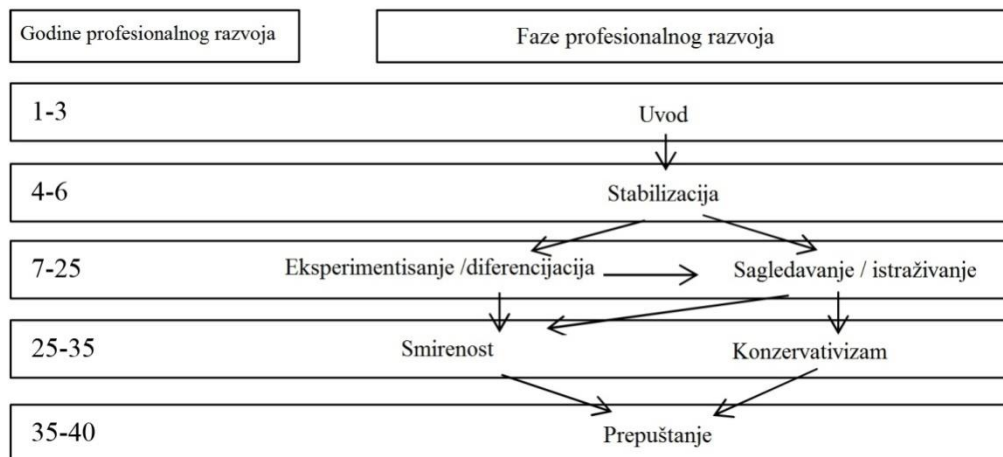 Godine profesionalnog razvoja
Faze profesionalnog razvoja
1-3
Uvod
4-6
Stabilizacija
7-25
Eksperimentisanje /diferencijacija
Sagledavanje / istraživanje
25-35
Smirenost
Konzervativizam
35-40
Prepuštanje